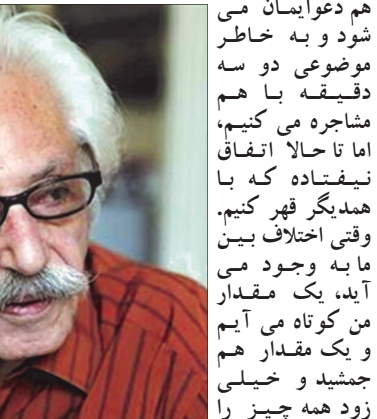 هم دعوایمان می
شود و به خاطر
موضوعی دو سه
دقیقه با هم
مشاجره می کنیم،
اما تا حالا اتفاق
نیفتاده که با
همدیگر قهر کنیم.
وقتی اختلاف بین
ما به وجود می
آید، یک مقدار
من کوتاه می آیم
و یک مقدار هم
جمشید و خیلی
زود همه چیز را